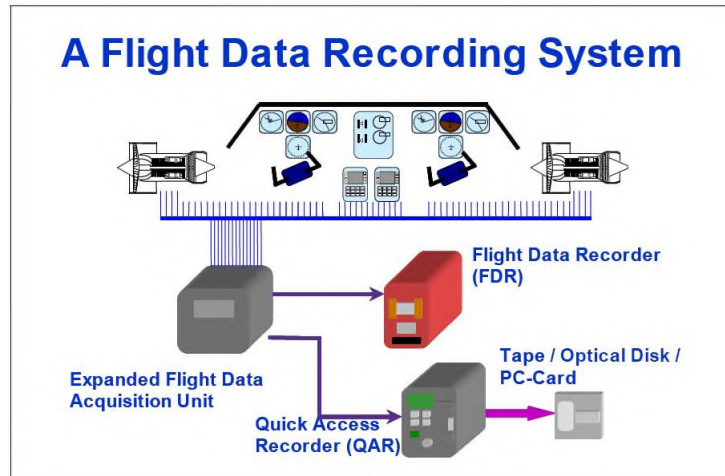 A Flight Data Recording System
Flight Data Recorder
(FDR)
Tape / Optical Disk /
PC-Card
Expanded Flight Data
Acquisition Unit
Quick Access
Recorder (QAR)